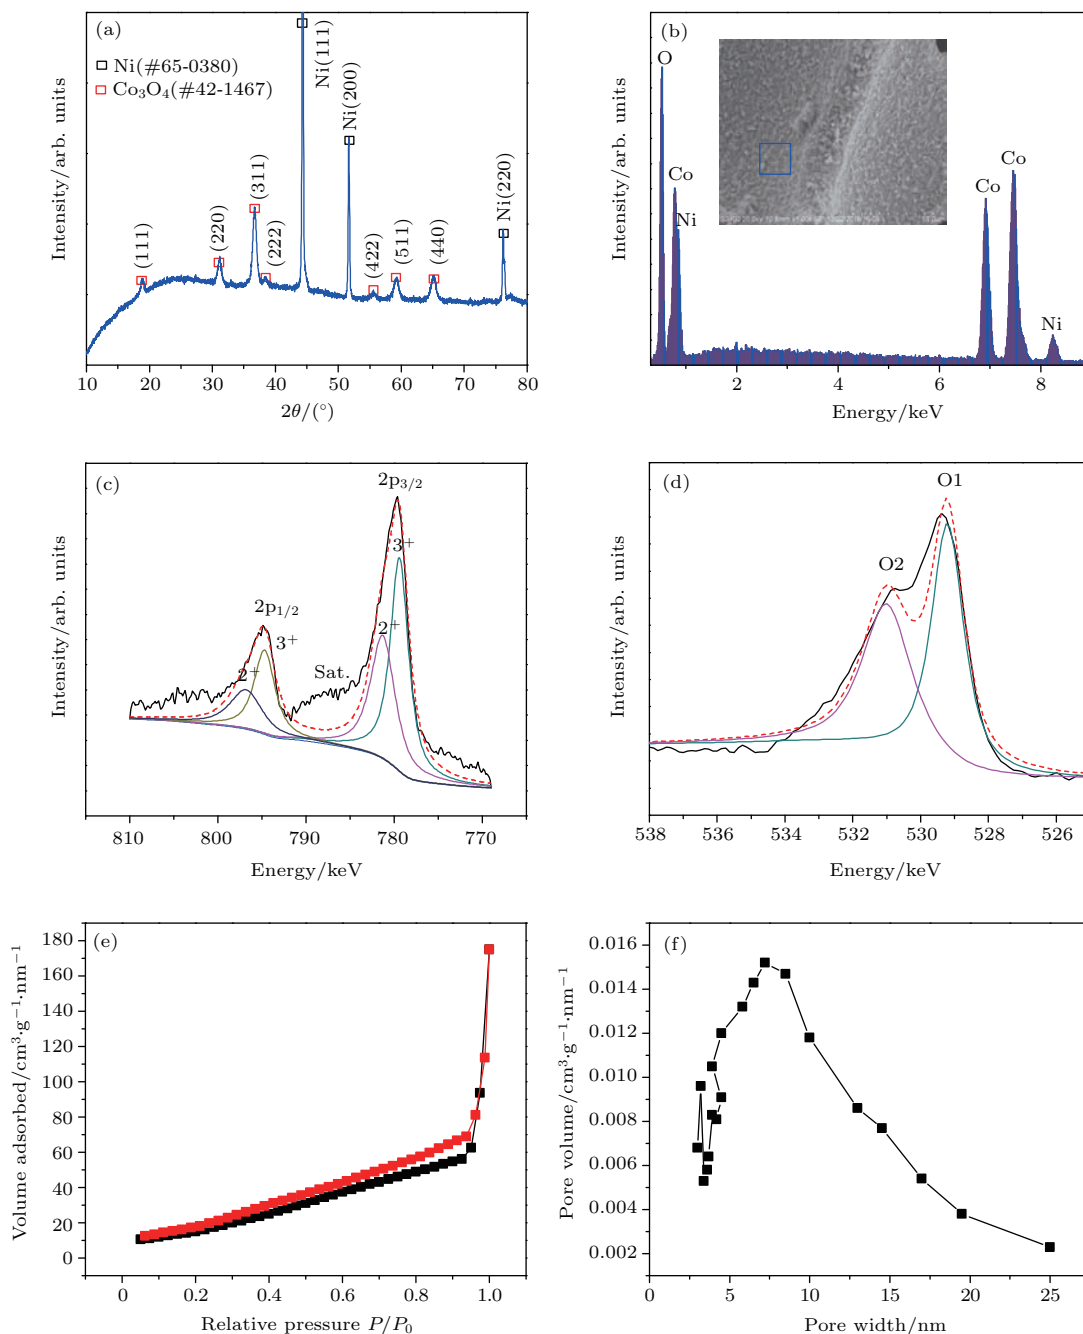 (a)
Ni(#65-0380)
Co₃O₄(#42-1467)
(111)
(220)
(311)
(222)
Ni(111)
Ni(200)
(422)
(511)
(440)
Ni(220)
Intensity/arb. units
10 20 30 40 50 60 70 80
2θ/(°)
(b)
O
Co
Ni
Co
Co
Ni
Intensity/arb. units
2 4 6 8
Energy/keV
(c)
2p₃/₂
3⁺
2⁺
2p₁/₂
3⁺
2⁺
Sat.
Intensity/arb. units
810 800 790 780 770
Energy/keV
(d)
O1
O2
Intensity/arb. units
538 536 534 532 530 528 526
Energy/keV
(e)
180
160
140
120
100
80
60
40
20
0
Volume adsorbed/cm³·g⁻¹·nm⁻¹
0 0.2 0.4 0.6 0.8 1.0
Relative pressure P/P₀
(f)
0.016
0.014
0.012
0.010
0.008
0.006
0.004
0.002
Pore volume/cm³·g⁻¹·nm⁻¹
0 5 10 15 20 25
Pore width/nm